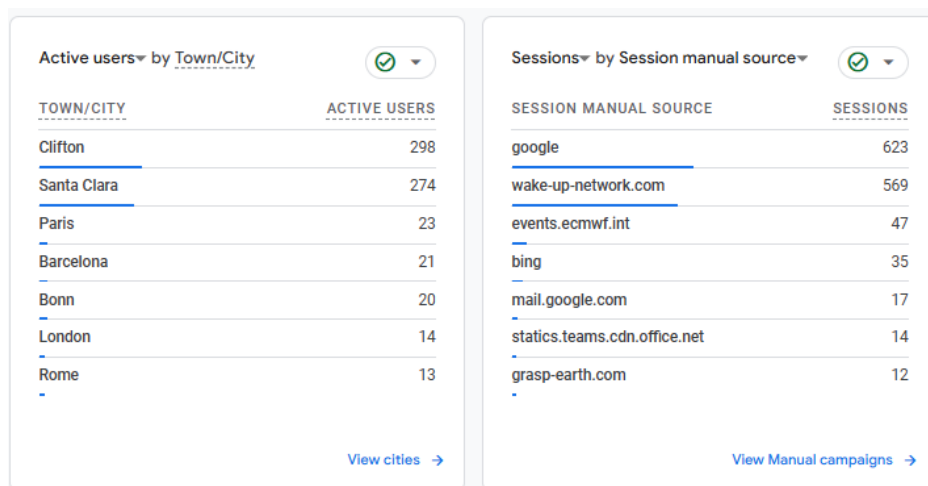 Active users by Town/City
TOWN/CITY ACTIVE USERS
Clifton 298
Santa Clara 274
Paris 23
Barcelona 21
Bonn 20
London 14
Rome 13
View cities →
Sessions by Session manual source
SESSION MANUAL SOURCE SESSIONS
google 623
wake-up-network.com 569
events.ecmwf.int 47
bing 35
mail.google.com 17
statics.teams.cdn.office.net 14
grasp-earth.com 12
View Manual campaigns →